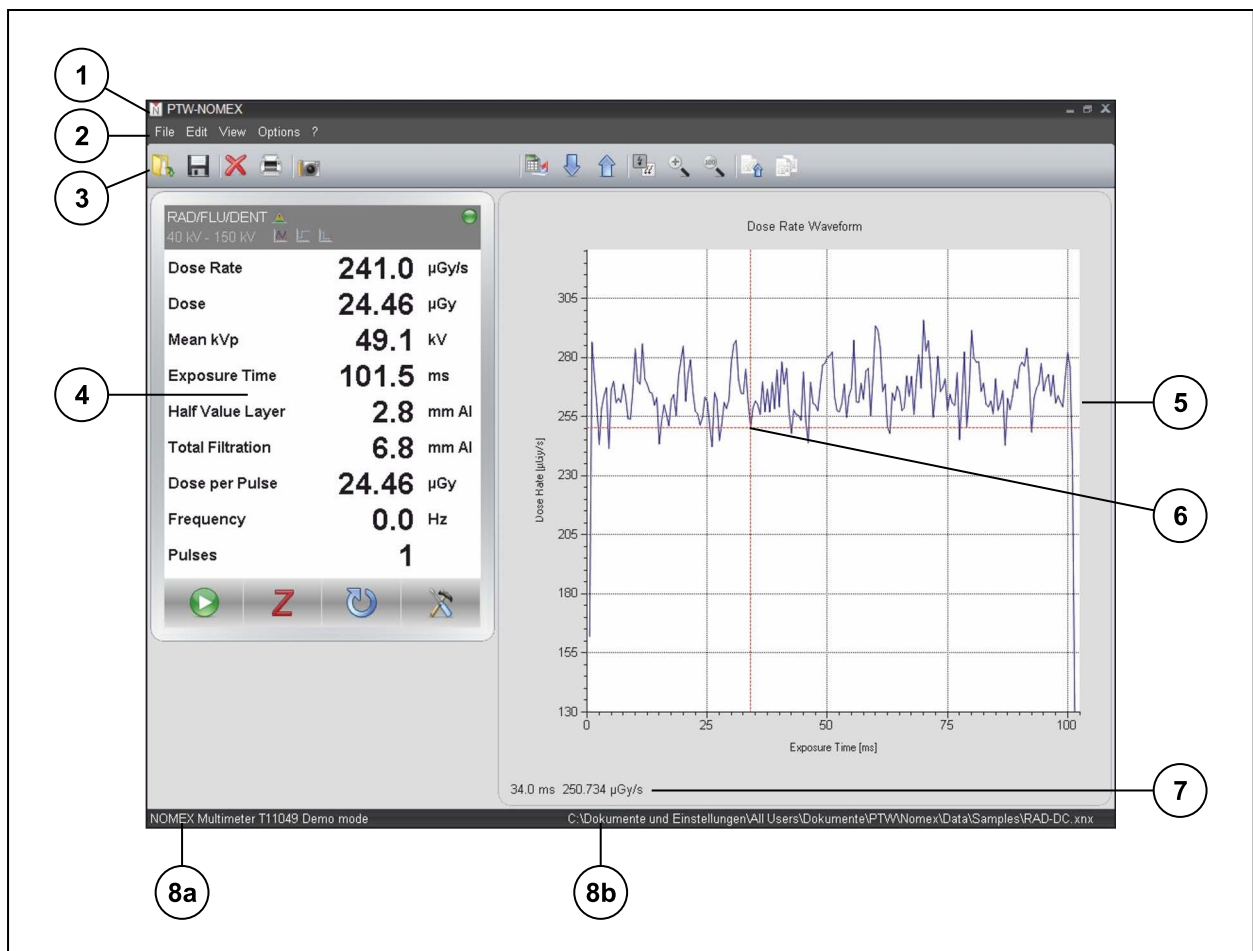 1
PTW-NOMEX
2
File Edit View Options ?
3
RAD/FLU/DENT
40 kV - 150 kV
Dose Rate 241.0 µGy/s
Dose 24.46 µGy
Mean kVp 49.1 kV
Exposure Time 101.5 ms
4
Half Value Layer 2.8 mm Al
Total Filtration 6.8 mm Al
Dose per Pulse 24.46 µGy
Frequency 0.0 Hz
Pulses 1
Z
Dose Rate Waveform
305
280
255
230
205
180
155
130
Dose Rate [µGy/s]
0 25 50 75 100
Exposure Time [ms]
5
6
34.0 ms 250.734 µGy/s
7
NOMEX Multimeter T11049 Demo mode
C:\Dokumente und Einstellungen\All Users\Dokumente\PTW\Nomex\Data\Samples\RAD-DC.xnx
8a
8b